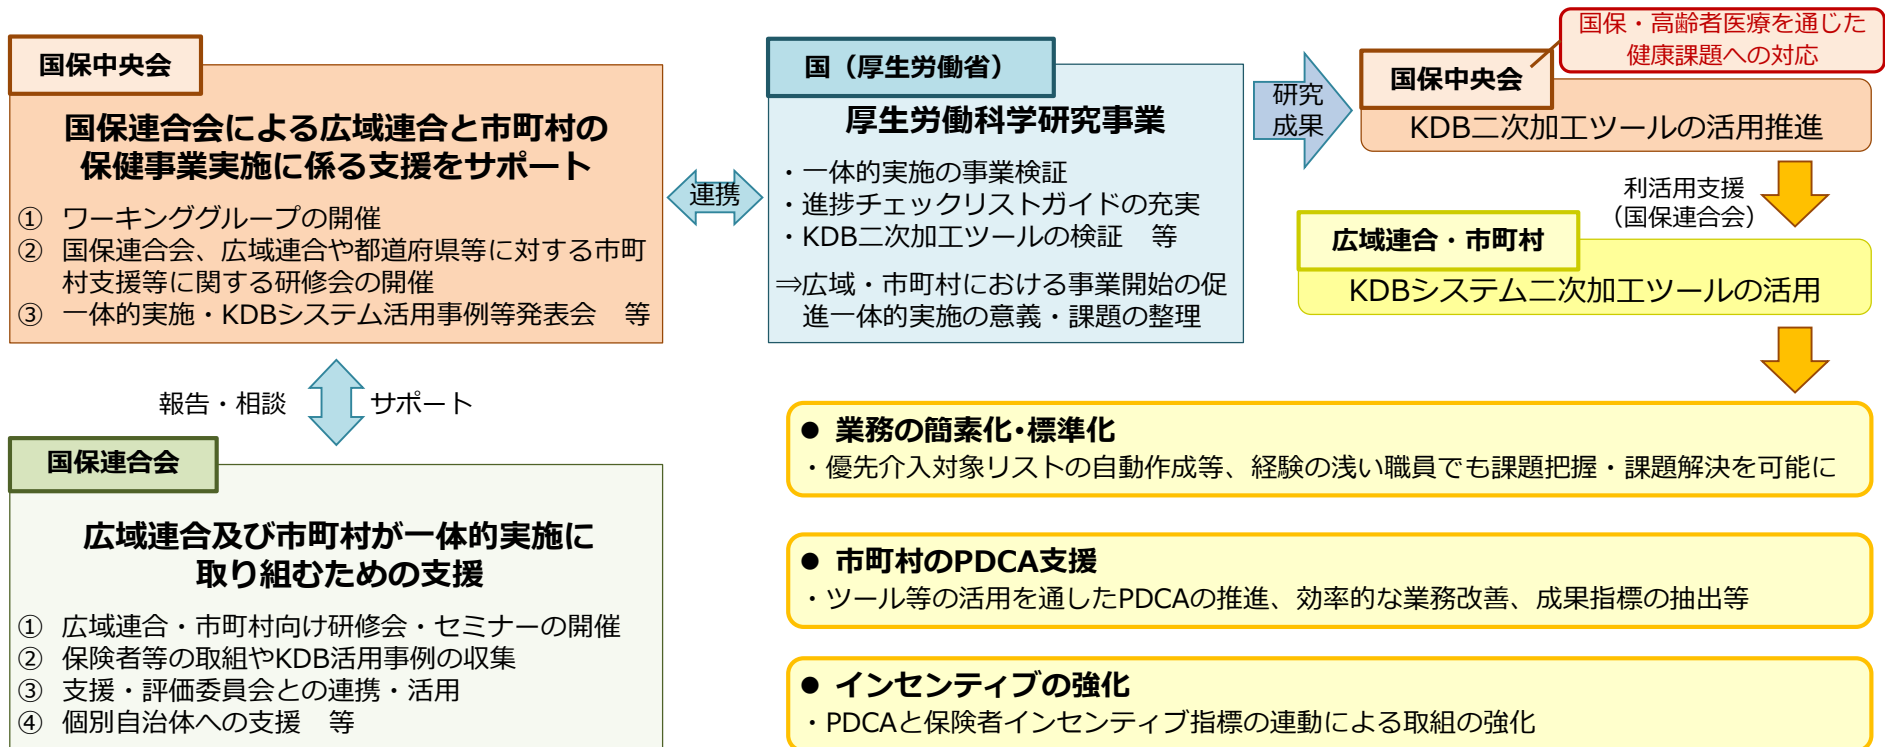 国保中央会
国保連合会による広域連合と市町村の
保健事業実施に係る支援をサポート
① ワーキンググループの開催
② 国保連合会、広域連合や都道府県等に対する市町
村支援等に関する研修会の開催
③ 一体的実施・KDBシステム活用事例等発表会　等
報告・相談
サポート
国保連合会
広域連合及び市町村が一体的実施に
取り組むための支援
① 広域連合・市町村向け研修会・セミナーの開催
② 保険者等の取組やKDB活用事例の収集
③ 支援・評価委員会との連携・活用
④ 個別自治体への支援　等
連携
国（厚生労働省）
厚生労働科学研究事業
・一体的実施の事業検証
・進捗チェックリストガイドの充実
・KDB二次加工ツールの検証　等
⇒広域・市町村における事業開始の促
進一体的実施の意義・課題の整理
研究
成果
国保・高齢者医療を通じた
健康課題への対応
国保中央会
KDB二次加工ツールの活用推進
利活用支援
（国保連合会）
広域連合・市町村
KDBシステム二次加工ツールの活用
● 業務の簡素化・標準化
・優先介入対象リストの自動作成等、経験の浅い職員でも課題把握・課題解決を可能に
● 市町村のPDCA支援
・ツール等の活用を通したPDCAの推進、効率的な業務改善、成果指標の抽出等
● インセンティブの強化
・PDCAと保険者インセンティブ指標の連動による取組の強化